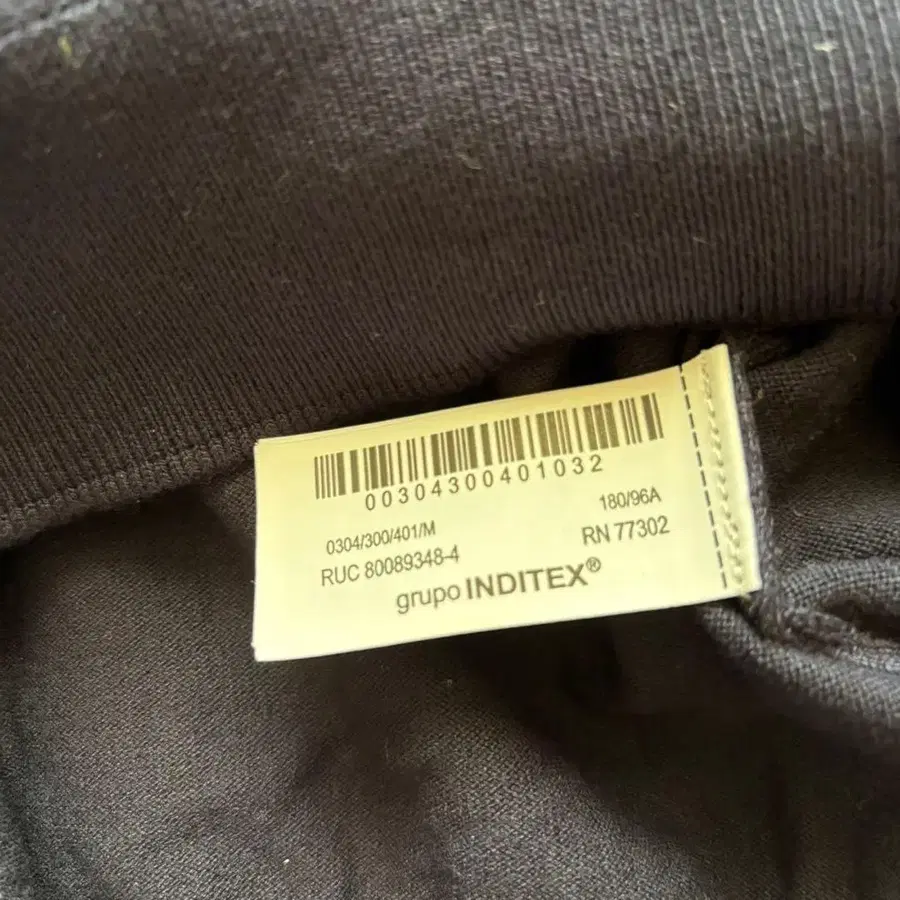 00304300401032
0304/300/401/M 180/96A
RUC 80089348-4 RN 77302
grupo INDITEX®